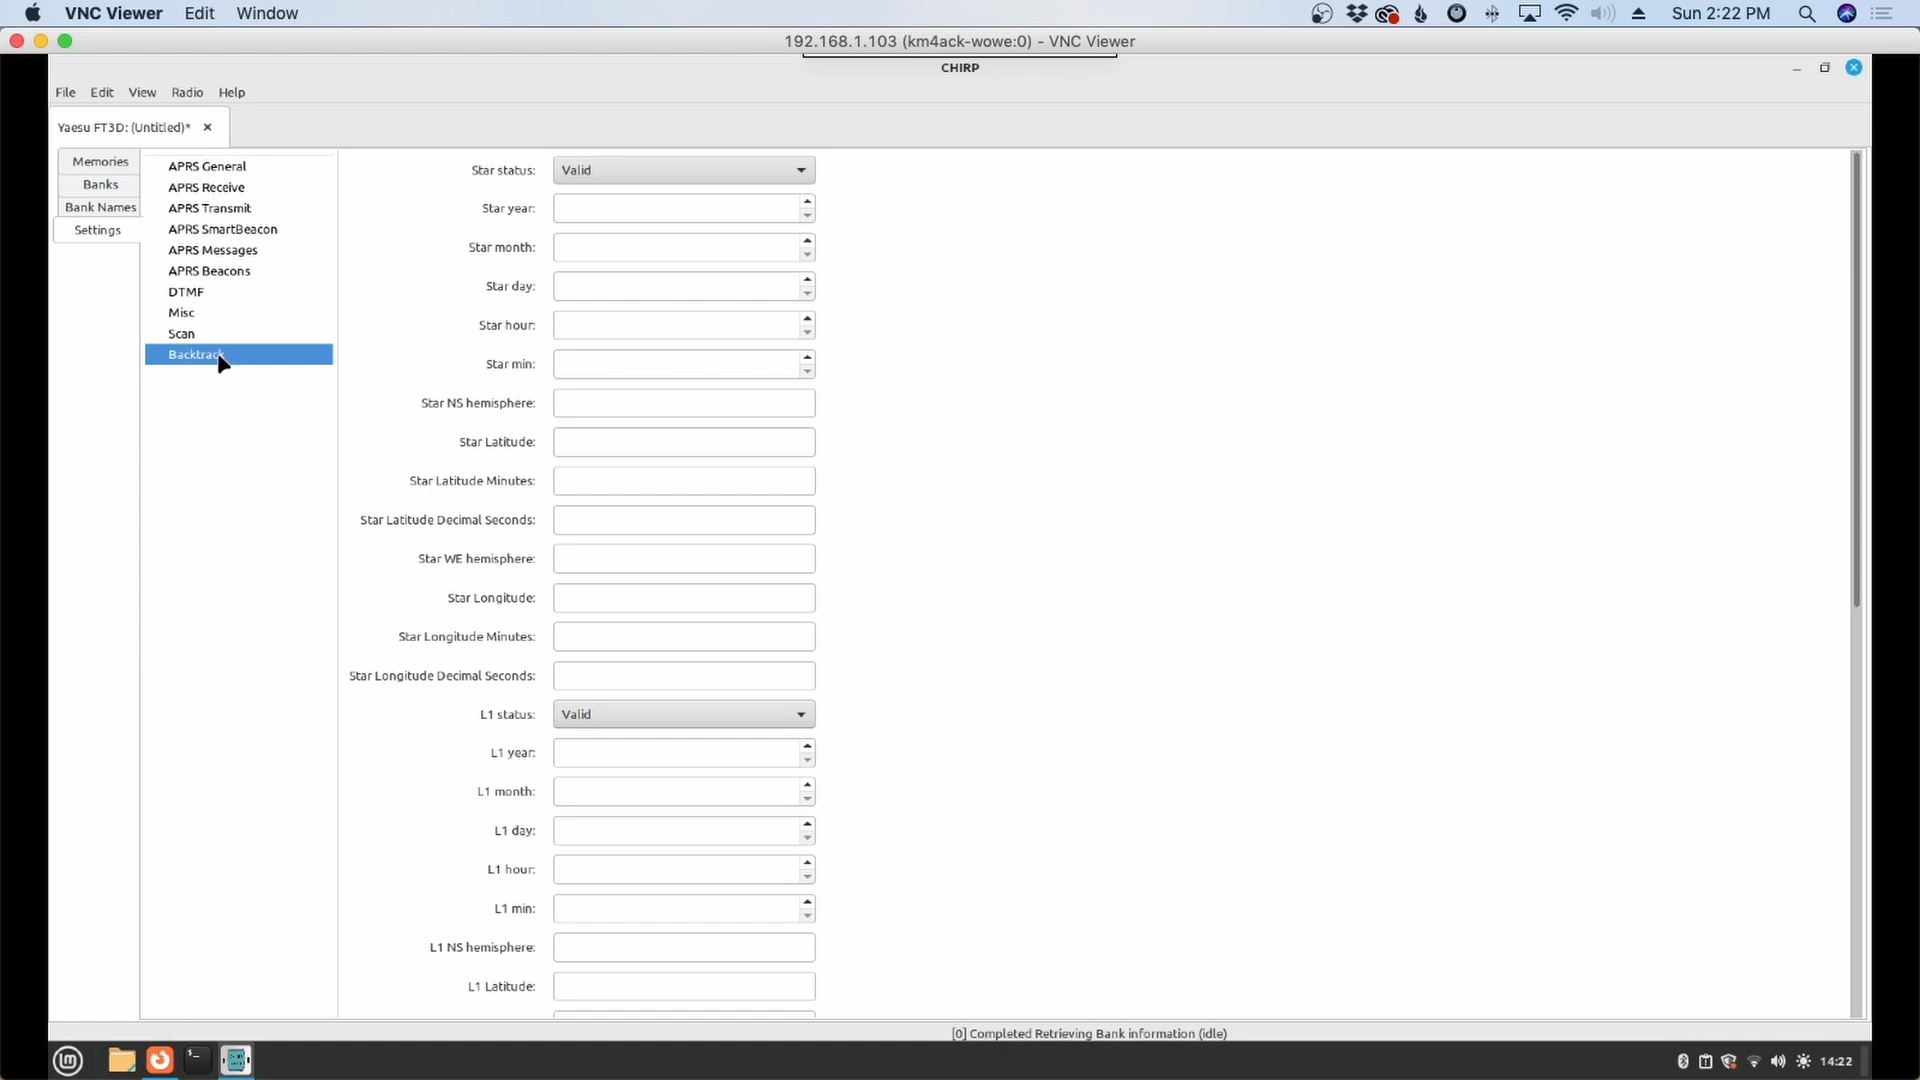 VNC Viewer Edit Window Sun 2:22 PM
192.168.1.103 (km4ack-wowe:0) - VNC Viewer
CHIRP
File Edit View Radio Help
Yaesu FT3D: (Untitled)*
Memories
Banks
Bank Names
Settings
APRS General
APRS Receive
APRS Transmit
APRS SmartBeacon
APRS Messages
APRS Beacons
DTMF
Misc
Scan
Backtrack
Star status: Valid
Star year:
Star month:
Star day:
Star hour:
Star min:
Star NS hemisphere:
Star Latitude:
Star Latitude Minutes:
Star Latitude Decimal Seconds:
Star WE hemisphere:
Star Longitude:
Star Longitude Minutes:
Star Longitude Decimal Seconds:
L1 status: Valid
L1 year:
L1 month:
L1 day:
L1 hour:
L1 min:
L1 NS hemisphere:
L1 Latitude:
[0] Completed Retrieving Bank information (idle)
14:22